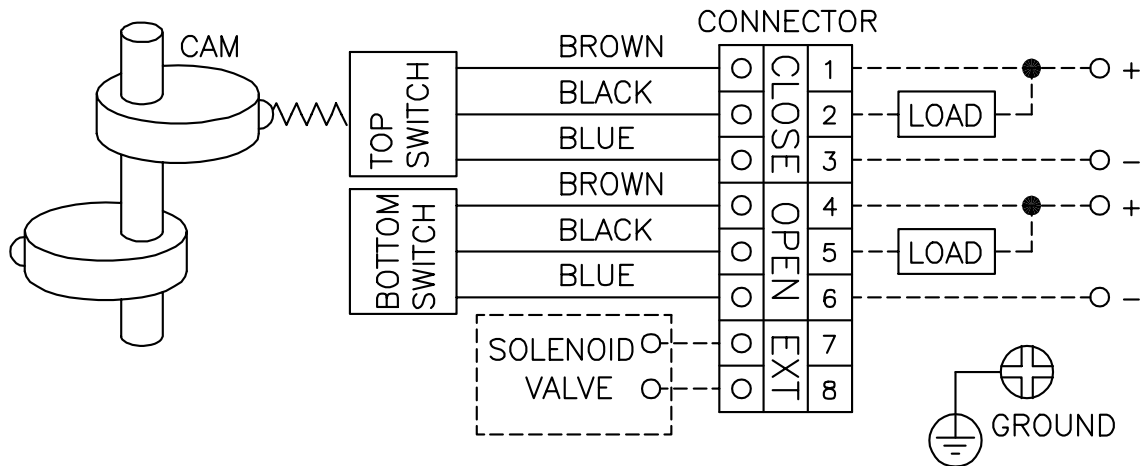 CONNECTOR
CAM
TOP
SWITCH
BROWN
BLACK
BLUE
BOTTOM
SWITCH
BROWN
BLACK
BLUE
SOLENOID
VALVE
CLOSE
OPEN
EXT
1
2
3
4
5
6
7
8
+
LOAD
-
+
LOAD
-
GROUND